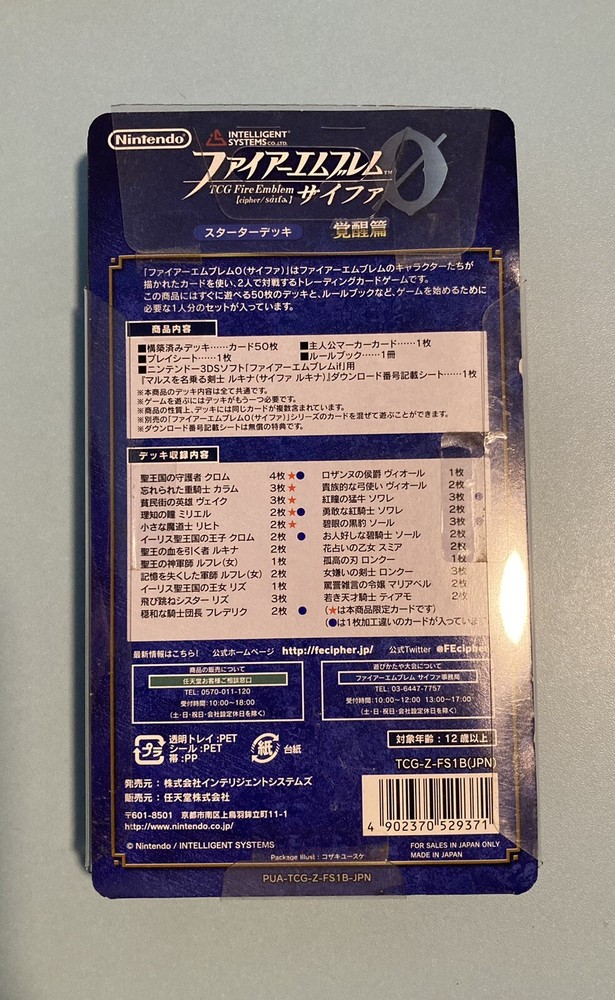 Nintendo
INTELLIGENT
SYSTEMS CO.,LTD.
ファイアーエムブレム™ 0
TCG Fire Emblem
【cipher/sáifə.】
サイファ
スターターデッキ 覚醒篇
「ファイアーエムブレム0(サイファ)」はファイアーエムブレムのキャラクターたちが
描かれたカードを使い、2人で対戦するトレーディングカードゲームです。
この商品にはすぐに遊べる50枚のデッキと、ルールブックなど、ゲームを始めるために
必要な1人分のセットが入っています。
商品内容
■構築済みデッキ……カード50枚 ■主人公マーカーカード……1枚
■プレイシート……1枚 ■ルールブック……1冊
■ニンテンドー3DSソフト「ファイアーエムブレムif」用
『マルスを名乗る剣士 ルキナ(サイファ ルキナ)』ダウンロード番号記載シート……1枚
※本商品のデッキ内容は全て共通です。
※ゲームを遊ぶにはデッキがもう一つ必要です。
※商品の性質上、デッキには同じカードが複数含まれています。
※別売の「ファイアーエムブレム0(サイファ)」シリーズのカードを混ぜて遊ぶことができます。
※ダウンロード番号記載シートは無償の特典です。
デッキ収録内容
聖王国の守護者 クロム 4枚★●
忘れられた重騎士 カラム 3枚★
貧民街の英雄 ヴェイク 3枚★
理知の瞳 ミリエル 2枚★●
小さな魔道士 リヒト 2枚★
イーリス聖王国の王子 クロム 2枚●
聖王の血を引く者 ルキナ 2枚
聖王の神軍師 ルフレ(女) 1枚
記憶を失くした軍師 ルフレ(女) 2枚
イーリス聖王国の王女 リズ 1枚
飛び跳ねシスター リズ 3枚
穏和な騎士団長 フレデリク 2枚●
ロザンヌの侯爵 ヴィオール 1枚
貴族的な弓使い ヴィオール 2枚
紅瞳の猛牛 ソワレ 3枚●
勇敢な紅騎士 ソワレ 2枚
碧眼の黒豹 ソール 3枚●
お人好しな碧騎士 ソール 2枚
花占いの乙女 スミア 2枚
孤高の刃 ロンクー 1枚
女嫌いの剣士 ロンクー 3枚
罵詈雑言の令嬢 マリアベル 2枚
若き天才騎士 ティアモ 2枚
(★は本商品限定カードです)
(●は1枚加工違いのカードが入ってい
最新情報はこちら! 公式ホームページ http://fecipher.jp/ 公式Twitter @FEcipher
商品の販売について
任天堂お客様ご相談窓口
TEL: 0570-011-120
受付時間:10:00~18:00
(土・日・祝日・会社設定休日を除く)
遊びかたや大会について
ファイアーエムブレム サイファ事務局
TEL: 03-6447-7757
受付時間:10:00~12:00 13:00~17:00
(土・日・祝日・会社設定休日を除く)
プラ
透明トレイ:PET
シール:PET
帯:PP
紙
台紙
対象年齢:12歳以上
TCG-Z-FS1B(JPN)
発売元:株式会社インテリジェントシステムズ
販売元:任天堂株式会社
〒601-8501 京都市南区上鳥羽鉾立町11-1
http://www.nintendo.co.jp/
4 902370 529371
© Nintendo / INTELLIGENT SYSTEMS
FOR SALES IN JAPAN ONLY
MADE IN JAPAN
Package Illust:コザキユースケ
PUA-TCG-Z-FS1B-JPN